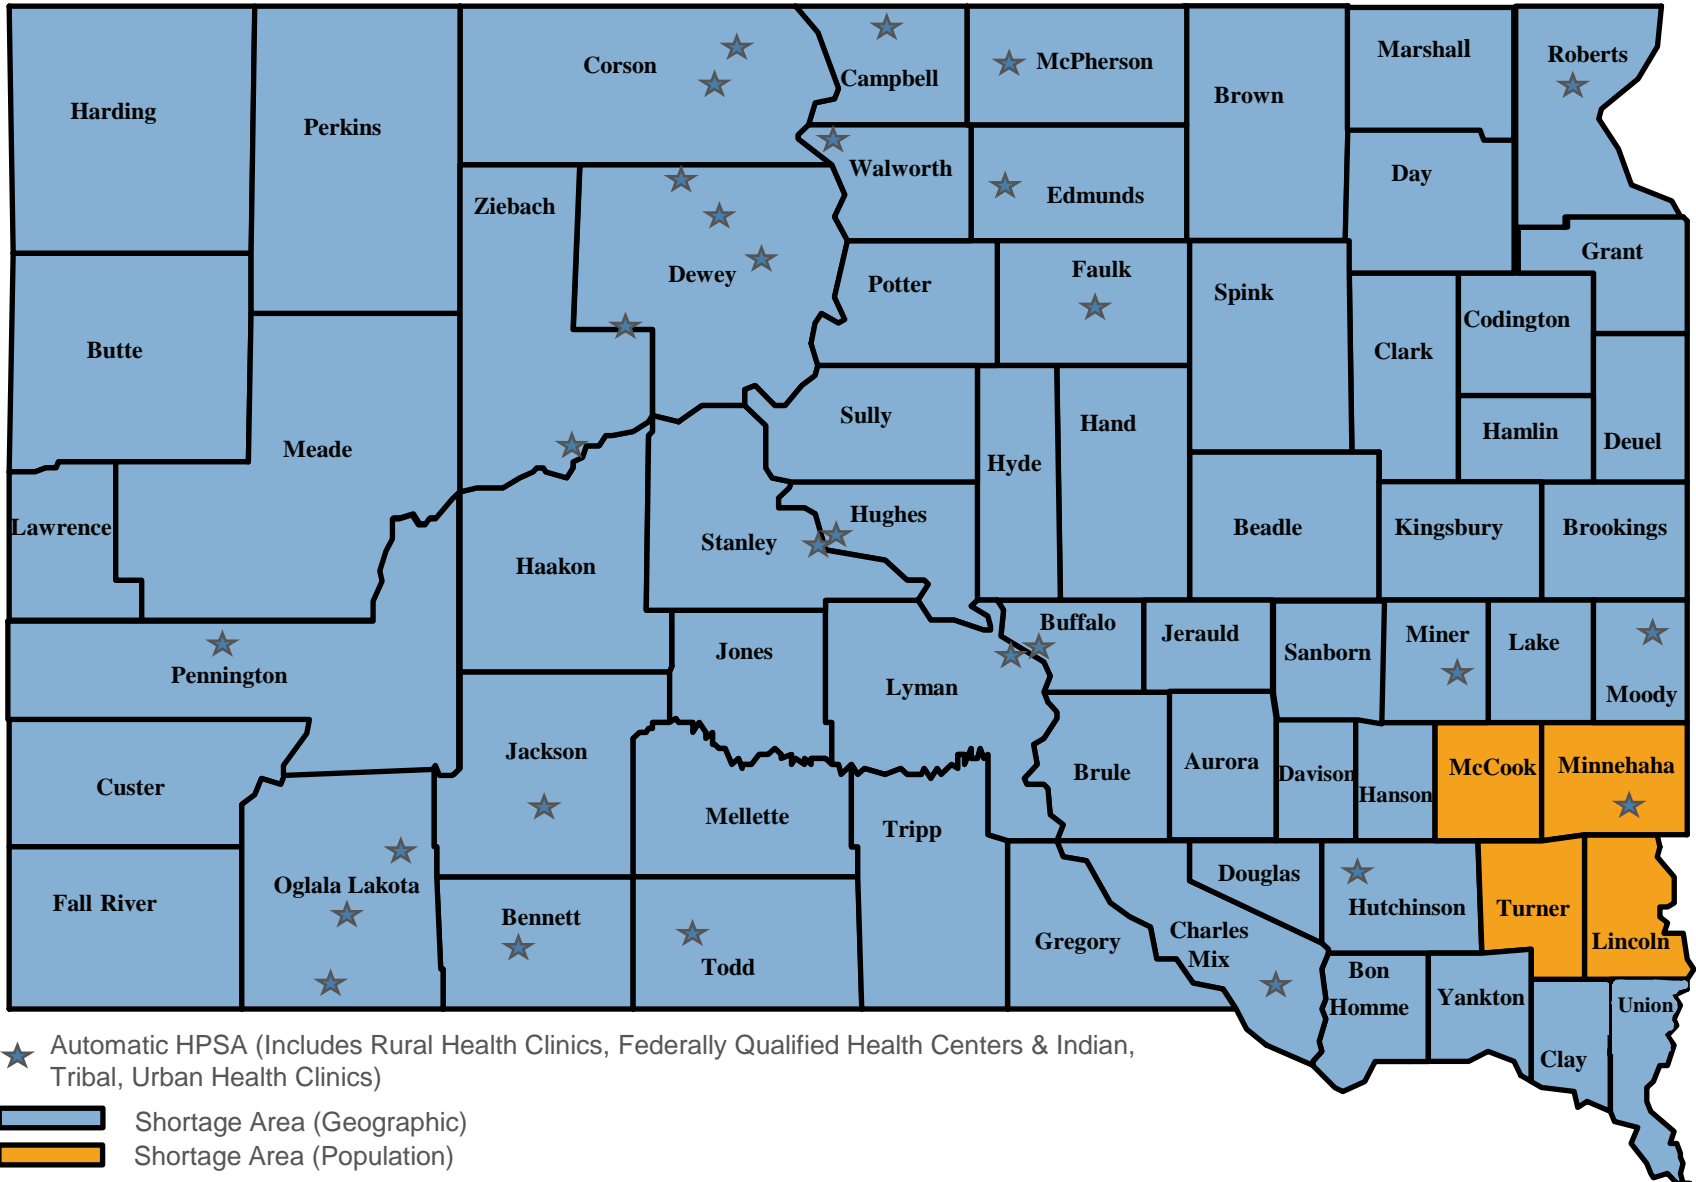 Harding
Perkins
Corson
Campbell
McPherson
Brown
Marshall
Roberts
Ziebach
Dewey
Walworth
Edmunds
Day
Grant
Butte
Meade
Potter
Faulk
Spink
Clark
Codington
Hamlin
Deuel
Lawrence
Haakon
Stanley
Sully
Hughes
Hyde
Hand
Beadle
Kingsbury
Brookings
Pennington
Jones
Lyman
Buffalo
Jerauld
Sanborn
Miner
Lake
Moody
Custer
Jackson
Mellette
Tripp
Brule
Aurora
Davison
Hanson
McCook
Minnehaha
Fall River
Oglala Lakota
Bennett
Todd
Gregory
Charles
Mix
Douglas
Hutchinson
Turner
Lincoln
Bon
Homme
Yankton
Clay
Union
Automatic HPSA (Includes Rural Health Clinics, Federally Qualified Health Centers & Indian,
Tribal, Urban Health Clinics)
Shortage Area (Geographic)
Shortage Area (Population)